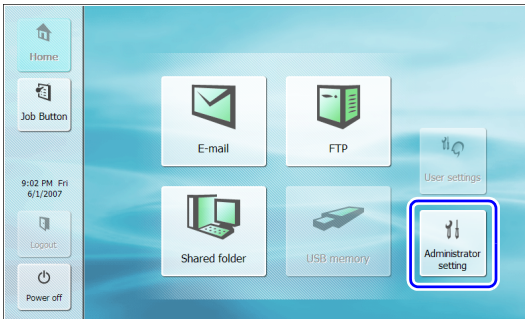 Home
Job Button
9:02 PM Fri
6/1/2007
Logout
Power off
E-mail
FTP
Shared folder
USB memory
User settings
Administrator
setting